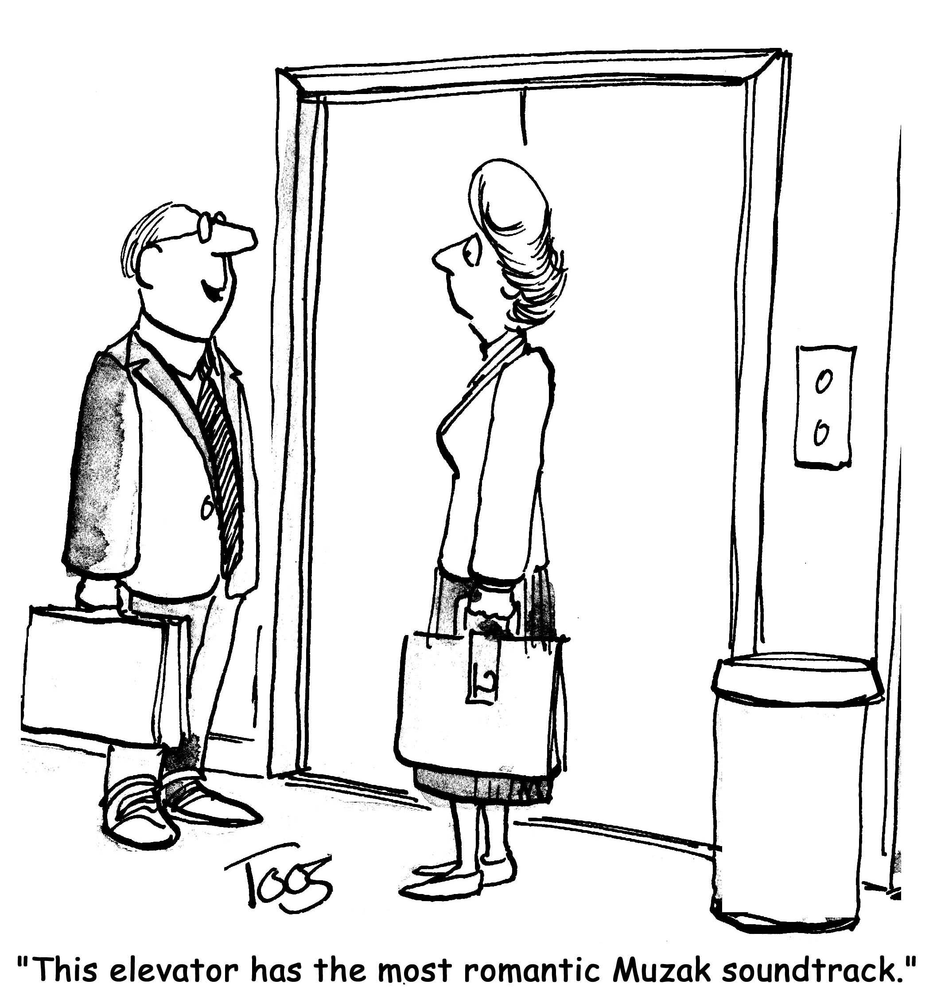 Toos
"This elevator has the most romantic Muzak soundtrack."